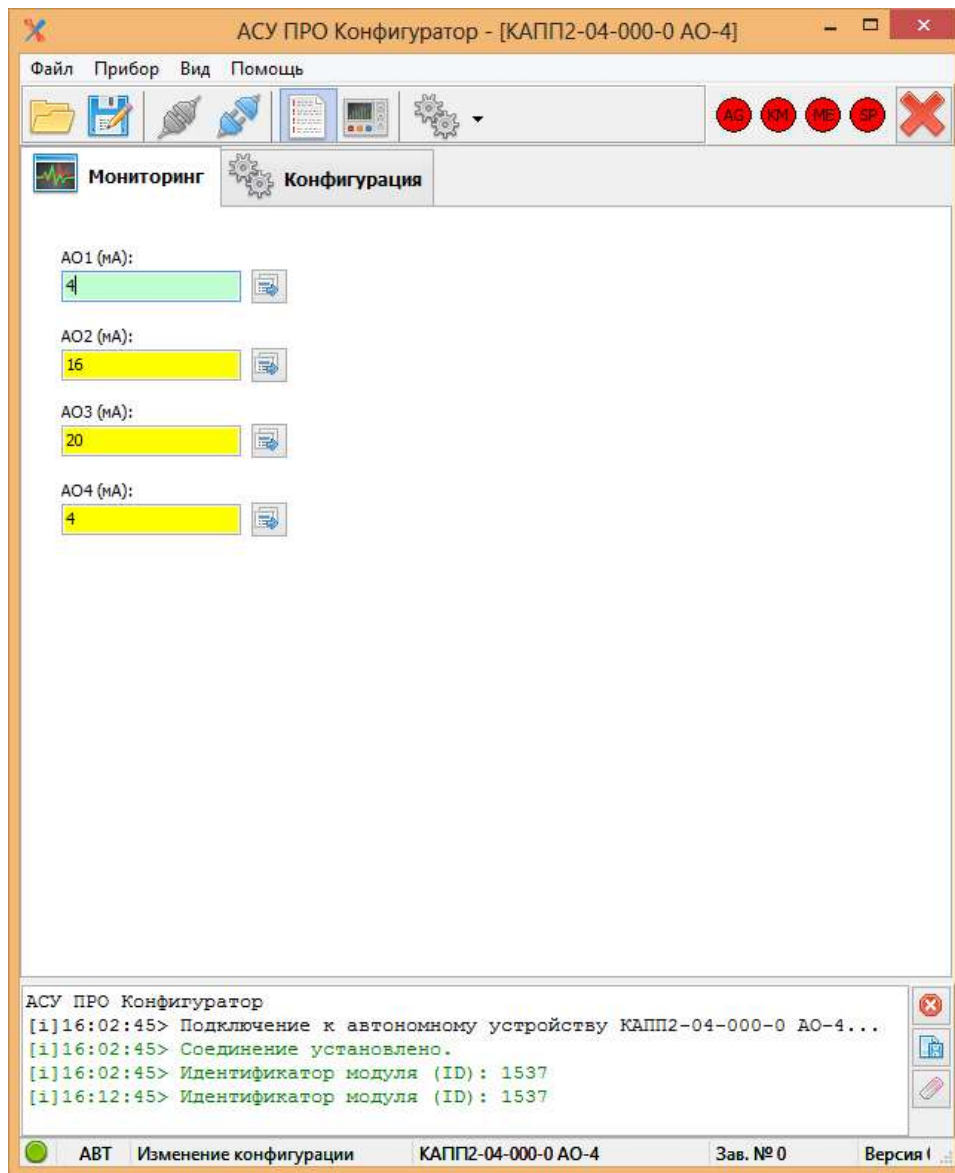 АСУ ПРО Конфигуратор - [КАПП2-04-000-0 АО-4]
Файл Прибор Вид Помощь
AG KM ME SP
Мониторинг Конфигурация
АО1 (мА):
4
АО2 (мА):
16
АО3 (мА):
20
АО4 (мА):
4
АСУ ПРО Конфигуратор
[i]16:02:45> Подключение к автономному устройству КАПП2-04-000-0 АО-4...
[i]16:02:45> Соединение установлено.
[i]16:02:45> Идентификатор модуля (ID): 1537
[i]16:12:45> Идентификатор модуля (ID): 1537
АВТ Изменение конфигурации КАПП2-04-000-0 АО-4 Зав. № 0 Версия